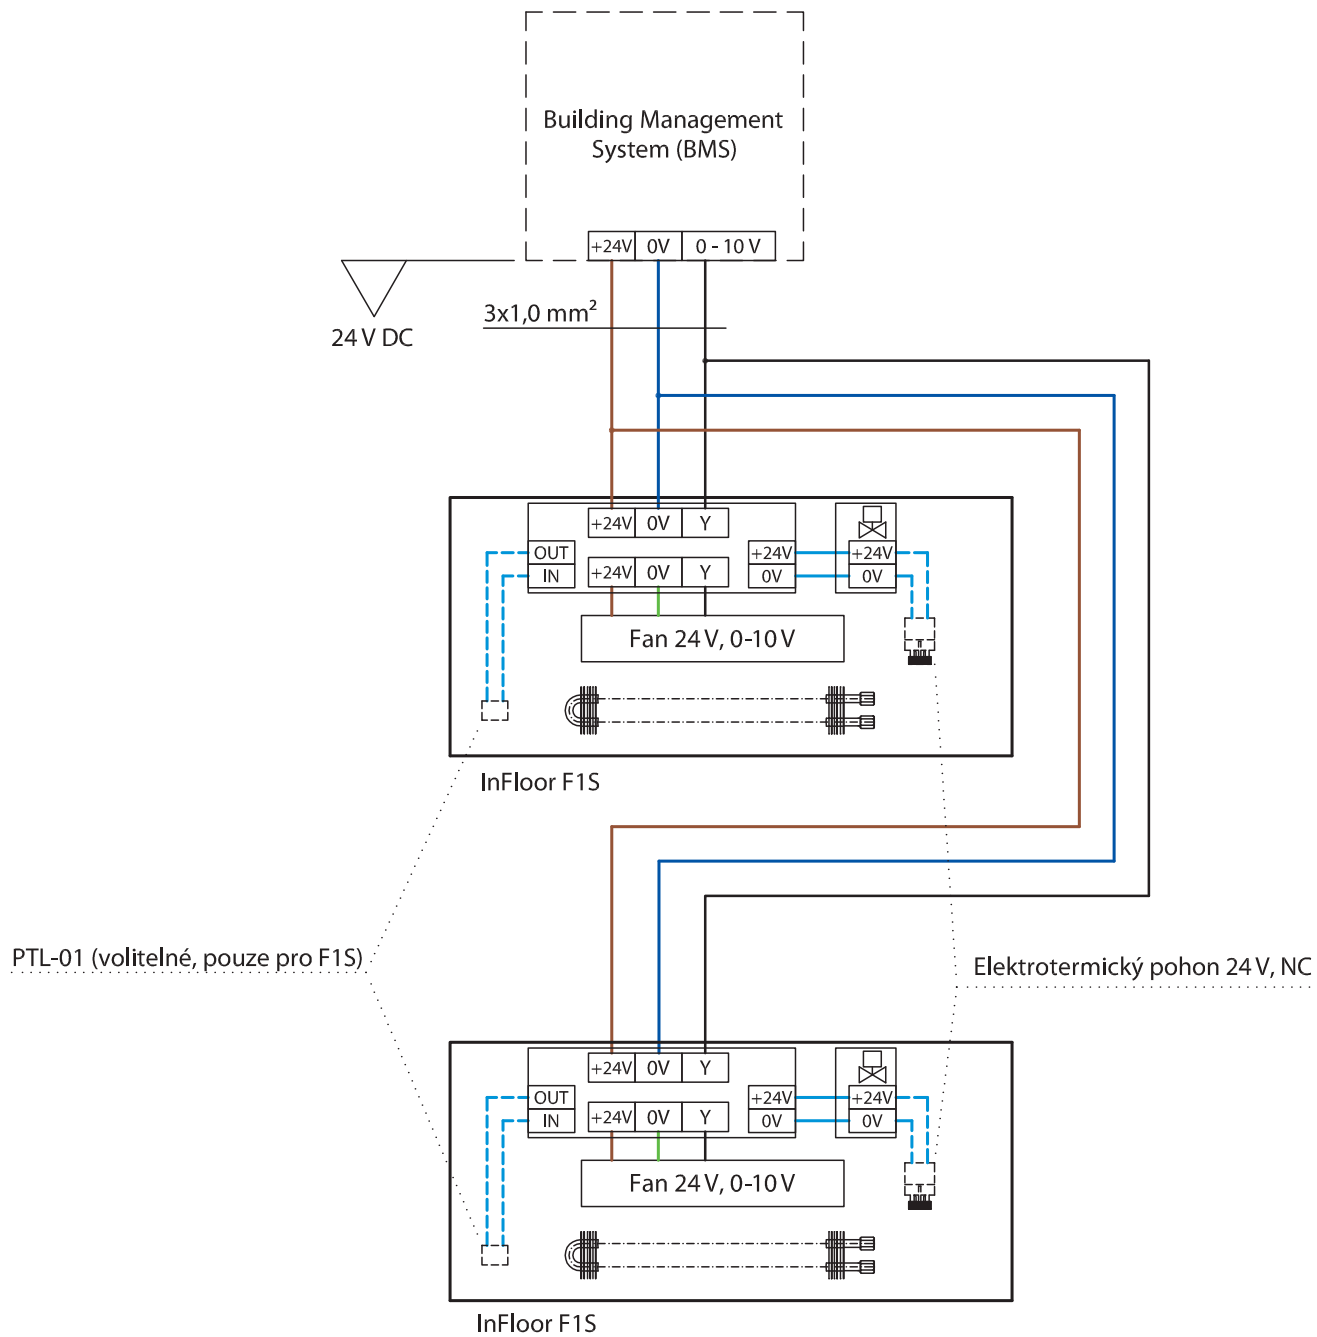 Building Management
System (BMS)
+24V 0V 0 - 10 V
3x1,0 mm²
24 V DC
+24V 0V Y
OUT
IN
+24V 0V Y
+24V
0V
+24V
0V
Fan 24 V, 0-10 V
InFloor F1S
PTL-01 (volitelné, pouze pro F1S)
Elektrotermický pohon 24 V, NC
+24V 0V Y
OUT
IN
+24V 0V Y
+24V
0V
+24V
0V
Fan 24 V, 0-10 V
InFloor F1S